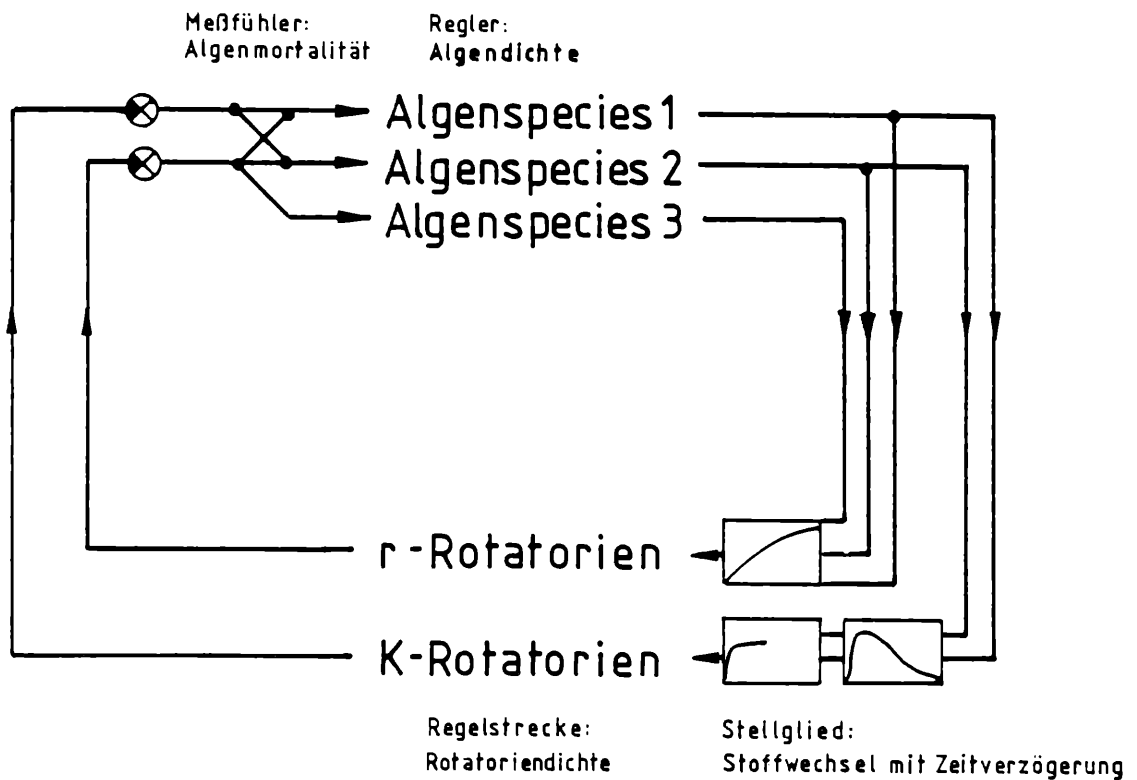 Meßfühler:
Algenmortalität
Regler:
Algendichte
Algenspecies 1
Algenspecies 2
Algenspecies 3
r-Rotatorien
K-Rotatorien
Regelstrecke:
Rotatoriendichte
Stellglied:
Stoffwechsel mit Zeitverzögerung